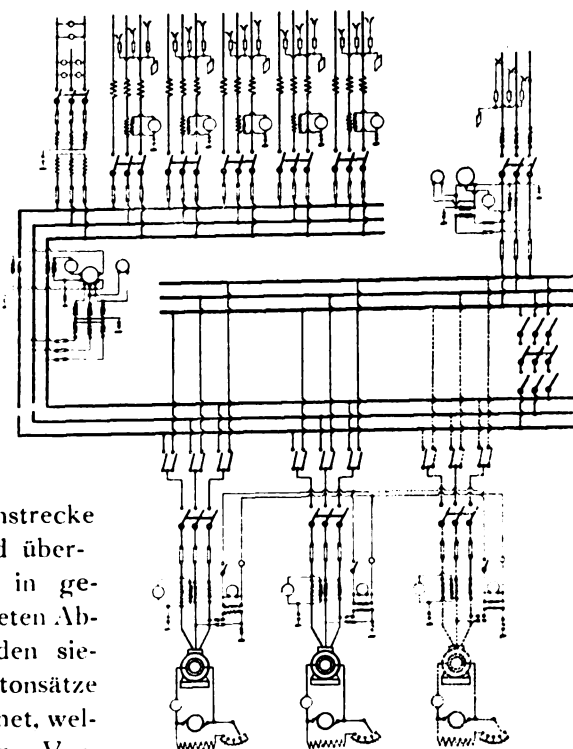 nstrecke
d über-
in ge-
eten Ab-
den sie-
tonsätze
net, wel-